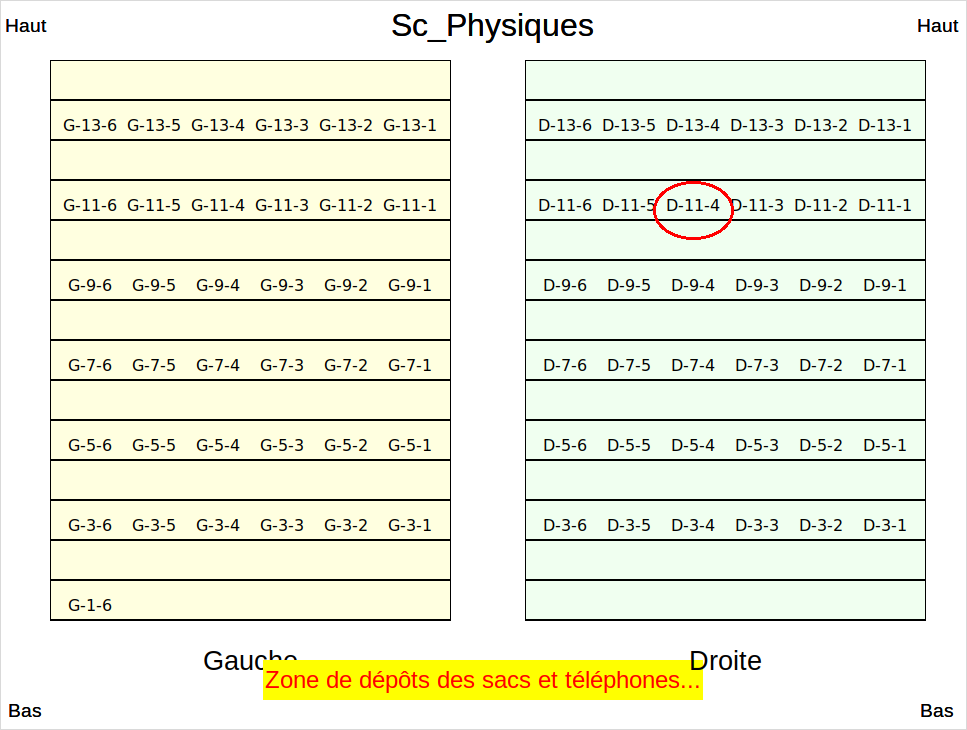 Sc_Physiques
Haut Haut
G-13-6 G-13-5 G-13-4 G-13-3 G-13-2 G-13-1 D-13-6 D-13-5 D-13-4 D-13-3 D-13-2 D-13-1
G-11-6 G-11-5 G-11-4 G-11-3 G-11-2 G-11-1 D-11-6 D-11-5 D-11-4 D-11-3 D-11-2 D-11-1
G-9-6 G-9-5 G-9-4 G-9-3 G-9-2 G-9-1 D-9-6 D-9-5 D-9-4 D-9-3 D-9-2 D-9-1
G-7-6 G-7-5 G-7-4 G-7-3 G-7-2 G-7-1 D-7-6 D-7-5 D-7-4 D-7-3 D-7-2 D-7-1
G-5-6 G-5-5 G-5-4 G-5-3 G-5-2 G-5-1 D-5-6 D-5-5 D-5-4 D-5-3 D-5-2 D-5-1
G-3-6 G-3-5 G-3-4 G-3-3 G-3-2 G-3-1 D-3-6 D-3-5 D-3-4 D-3-3 D-3-2 D-3-1
G-1-6
Gauche Droite
Zone de dépôts des sacs et téléphones...
Bas Bas